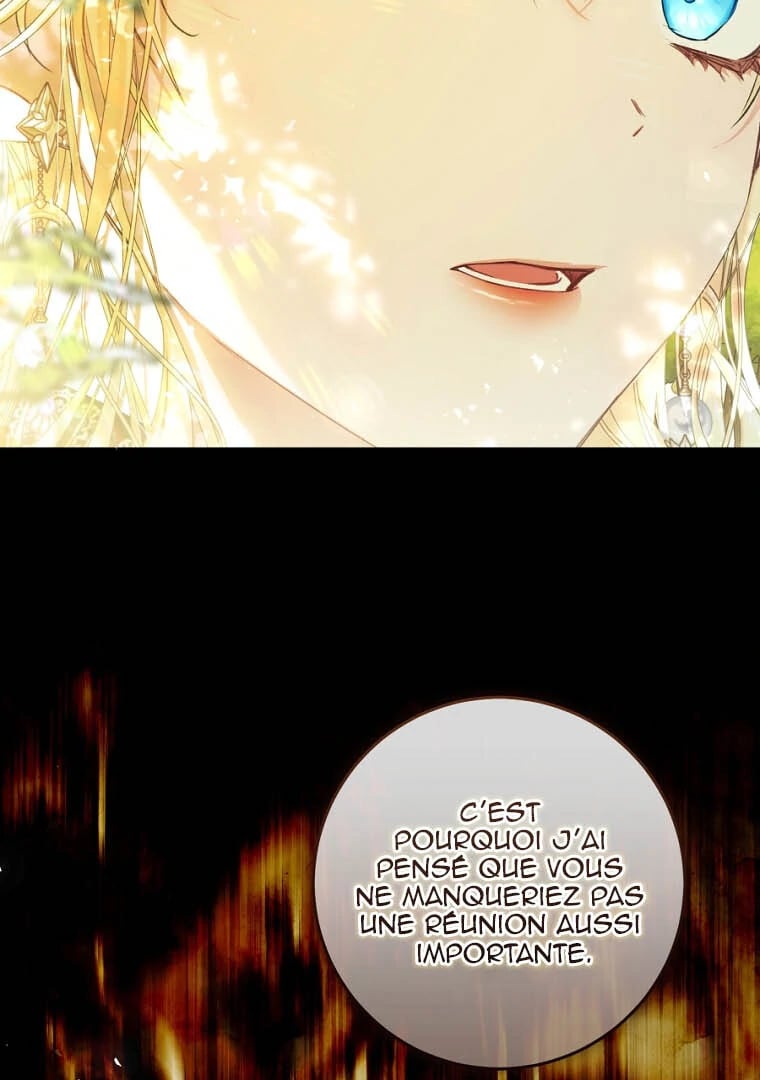 C'EST
POURQUOI J'AI
PENSÉ QUE VOUS
NE MANQUERIEZ PAS
UNE RÉUNION AUSSI
IMPORTANTE.